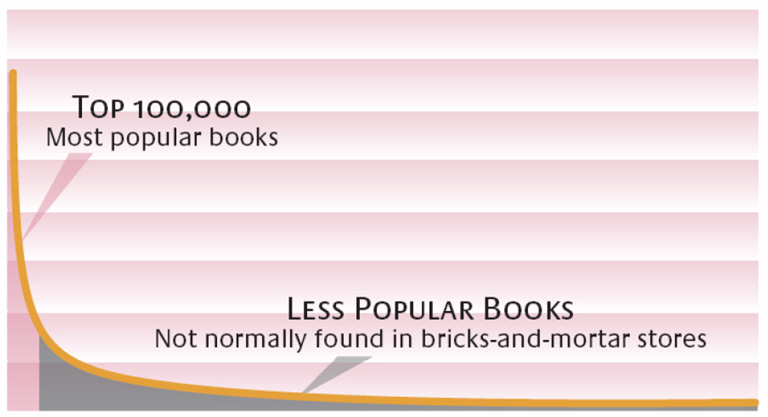 Top 100,000
Most popular books
Less Popular Books
Not normally found in bricks-and-mortar stores